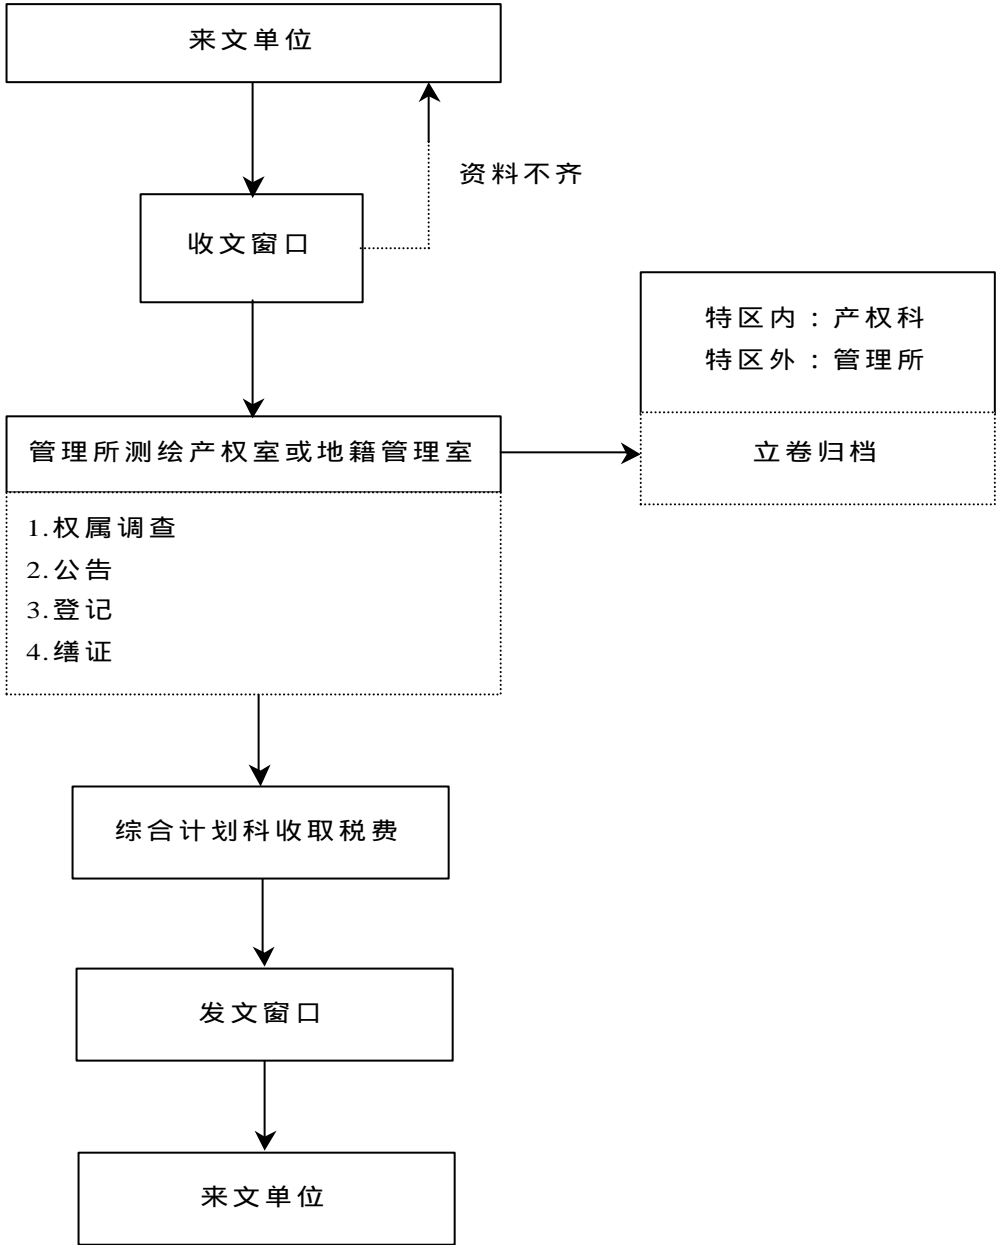 来文单位
资料不齐
收文窗口
特区内：产权科
特区外：管理所
管理所测绘产权室或地籍管理室
立卷归档
1.权属调查
2.公告
3.登记
4.缮证
综合计划科收取税费
发文窗口
来文单位